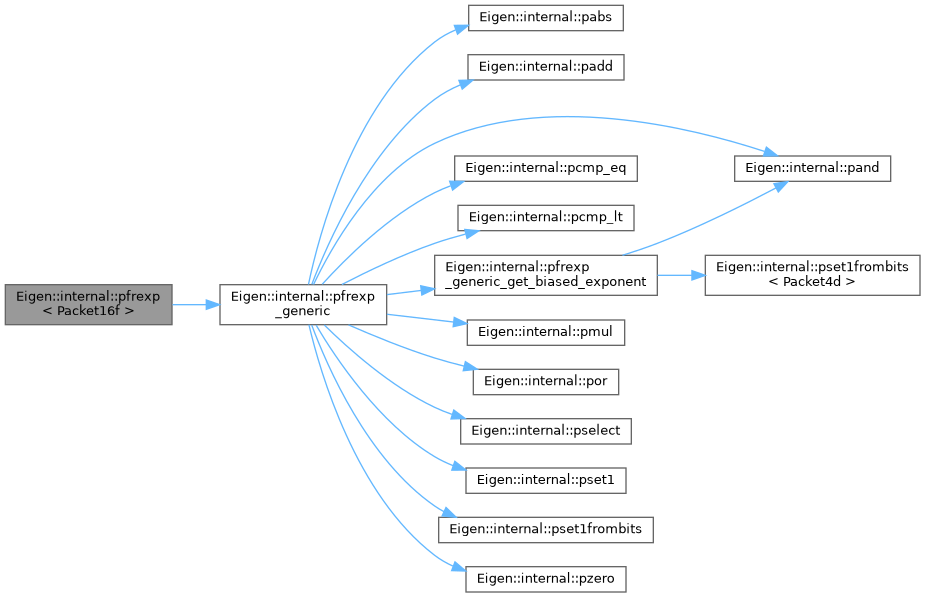 Eigen::internal::pfrexp
< Packet16f >
Eigen::internal::pfrexp
_generic
Eigen::internal::pabs
Eigen::internal::padd
Eigen::internal::pcmp_eq
Eigen::internal::pcmp_lt
Eigen::internal::pfrexp
_generic_get_biased_exponent
Eigen::internal::pmul
Eigen::internal::por
Eigen::internal::pselect
Eigen::internal::pset1
Eigen::internal::pset1frombits
Eigen::internal::pzero
Eigen::internal::pand
Eigen::internal::pset1frombits
< Packet4d >